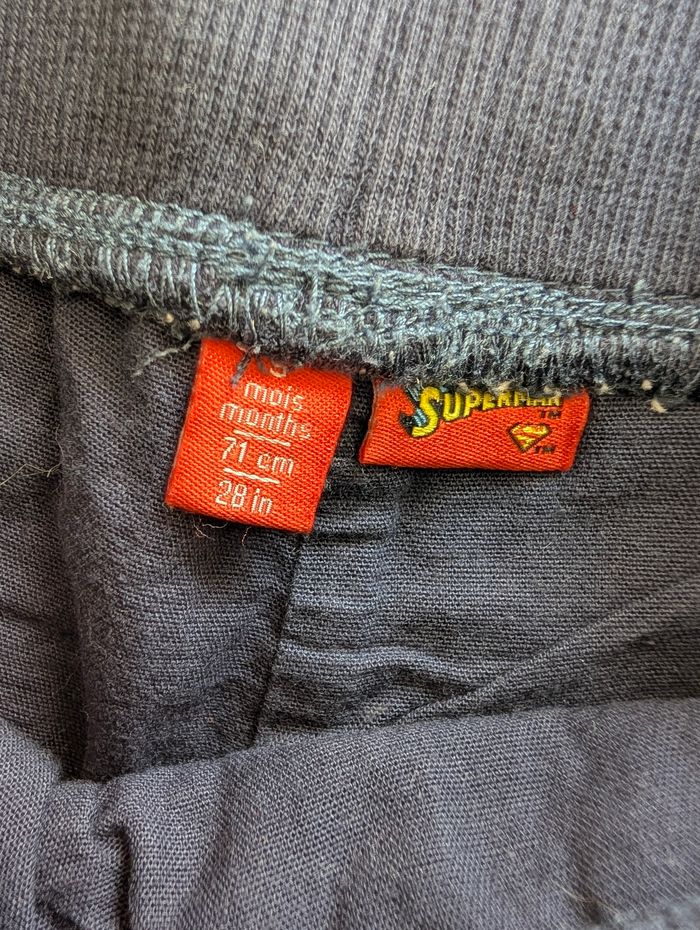 mois
months
71 cm
28 in
SUPERMAN TM
TM